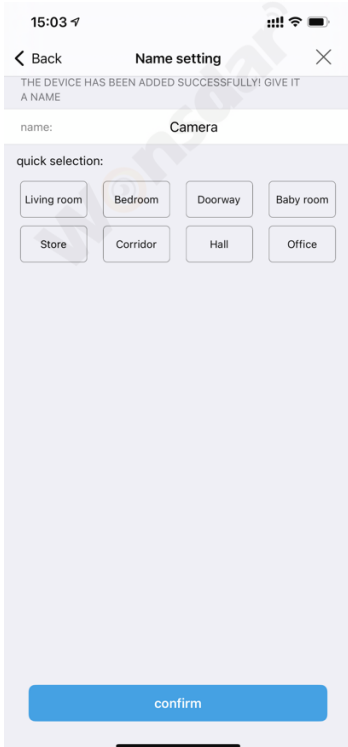 15:03
Back Name setting
THE DEVICE HAS BEEN ADDED SUCCESSFULLY! GIVE IT
A NAME
name: Camera
quick selection:
Living room Bedroom Doorway Baby room
Store Corridor Hall Office
confirm
Wonsdar